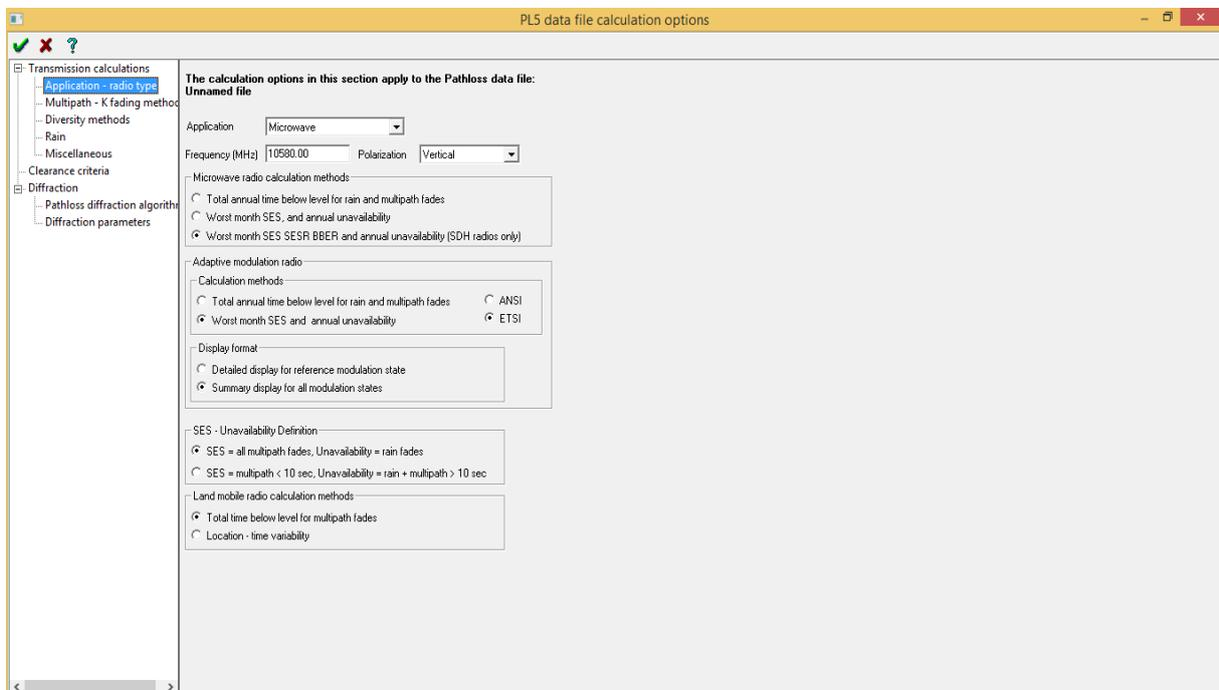 PL5 data file calculation options
Transmission calculations
Application - radio type
Multipath - K fading method
Diversity methods
Rain
Miscellaneous
Clearance criteria
Diffraction
Pathloss diffraction algorithm
Diffraction parameters
The calculation options in this section apply to the Pathloss data file:
Unnamed file
Application Microwave
Frequency (MHz) 10580.00 Polarization Vertical
Microwave radio calculation methods
Total annual time below level for rain and multipath fades
Worst month SES, and annual unavailability
Worst month SES SESR BBER and annual unavailability (SDH radios only)
Adaptive modulation radio
Calculation methods
Total annual time below level for rain and multipath fades ANSI
Worst month SES and annual unavailability ETSI
Display format
Detailed display for reference modulation state
Summary display for all modulation states
SES - Unavailability Definition
SES = all multipath fades, Unavailability = rain fades
SES = multipath < 10 sec, Unavailability = rain + multipath > 10 sec
Land mobile radio calculation methods
Total time below level for multipath fades
Location - time variability